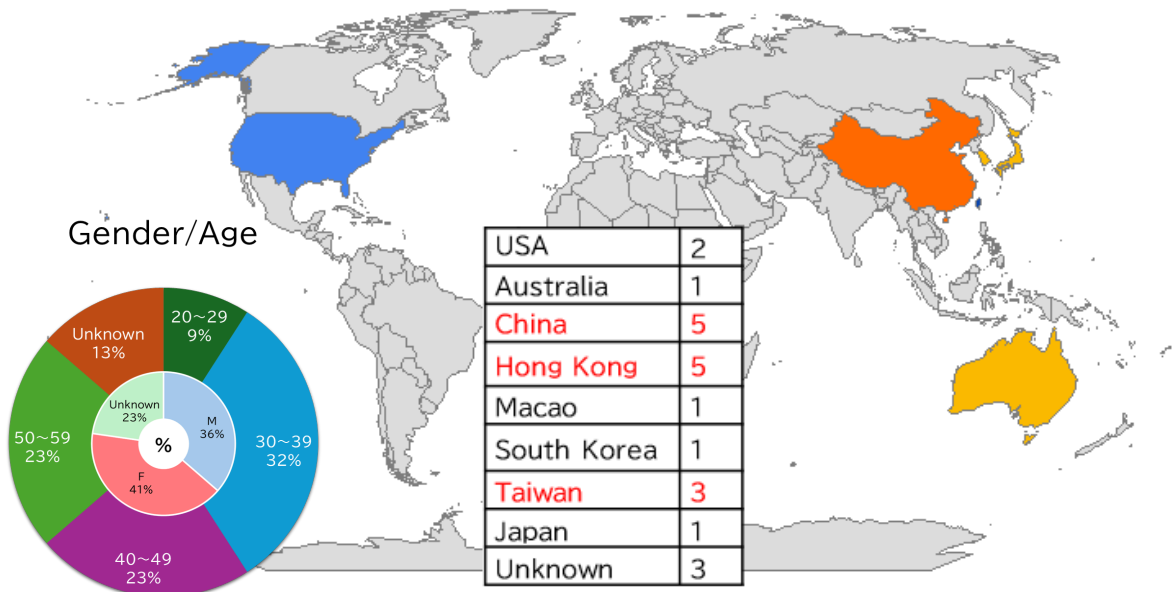 Gender/Age
20~29
9%
30~39
32%
40~49
23%
50~59
23%
Unknown
13%
M
36%
F
41%
Unknown
23%
%
USA 2
Australia 1
China 5
Hong Kong 5
Macao 1
South Korea 1
Taiwan 3
Japan 1
Unknown 3